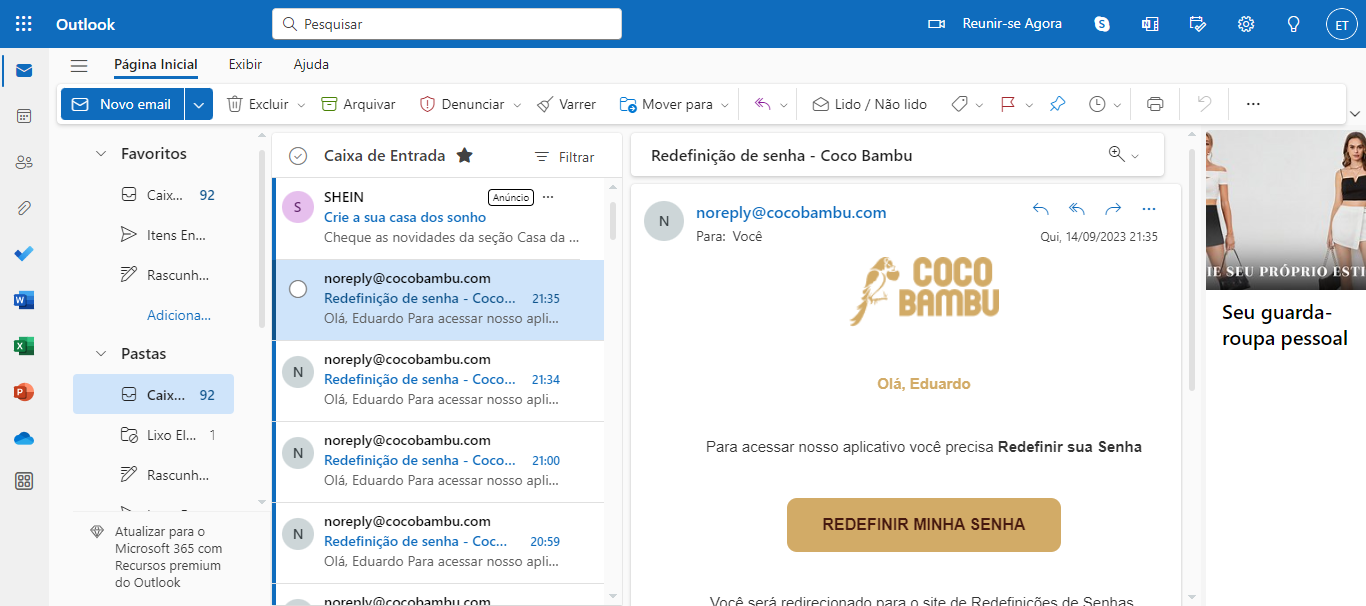 Outlook
Pesquisar
Reunir-se Agora
ET
Página Inicial
Exibir
Ajuda
Novo email
Excluir
Arquivar
Denunciar
Varrer
Mover para
Lido / Não lido
Favoritos
Caix... 92
Itens En...
Rascunh...
Adiciona...
Pastas
Caix... 92
Lixo El... 1
Rascunh...
Atualizar para o
Microsoft 365 com
Recursos premium
do Outlook
Caixa de Entrada
Filtrar
S
SHEIN
Anúncio
Crie a sua casa dos sonho
Cheque as novidades da seção Casa da ...
noreply@cocobambu.com
Redefinição de senha - Coco... 21:35
Olá, Eduardo Para acessar nosso apli...
N
noreply@cocobambu.com
Redefinição de senha - Coco... 21:34
Olá, Eduardo Para acessar nosso apli...
N
noreply@cocobambu.com
Redefinição de senha - Coco... 21:00
Olá, Eduardo Para acessar nosso apli...
N
noreply@cocobambu.com
Redefinição de senha - Coc... 20:59
Olá, Eduardo Para acessar nosso apli...
noreply@cocobambu.com
Redefinição de senha - Coco Bambu
N
noreply@cocobambu.com
Para: Você
Qui, 14/09/2023 21:35
COCO
BAMBU
Olá, Eduardo
Para acessar nosso aplicativo você precisa Redefinir sua Senha
REDEFINIR MINHA SENHA
Você será redirecionado para o site de Redefinições de Senhas
IE SEU PRÓPRIO ESTI
Seu guarda-
roupa pessoal